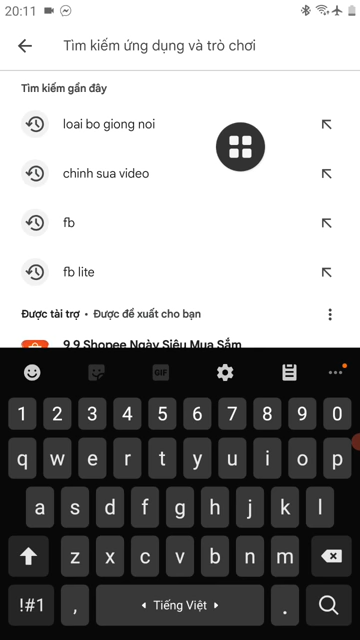 20:11
Tìm kiếm ứng dụng và trò chơi
Tìm kiếm gần đây
loai bo giong noi
chinh sua video
fb
fb lite
Được tài trợ • Được đề xuất cho bạn
9.9 Shopee Ngày Siêu Mua Sắm
GIF
1 2 3 4 5 6 7 8 9 0
q w e r t y u i o p
a s d f g h j k l
z x c v b n m
!#1 , Tiếng Việt .